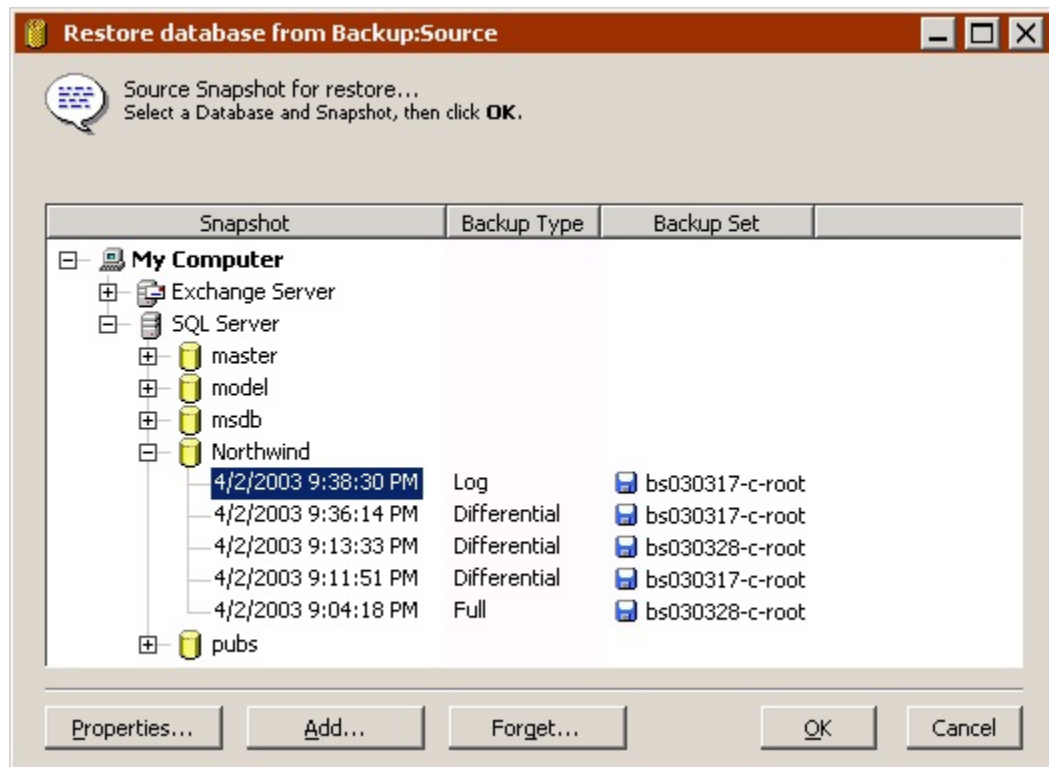 Restore database from Backup:Source
Source Snapshot for restore...
Select a Database and Snapshot, then click OK.
Snapshot Backup Type Backup Set
My Computer
Exchange Server
SQL Server
master
model
msdb
Northwind
4/2/2003 9:38:30 PM Log bs030317-c-root
4/2/2003 9:36:14 PM Differential bs030317-c-root
4/2/2003 9:13:33 PM Differential bs030328-c-root
4/2/2003 9:11:51 PM Differential bs030317-c-root
4/2/2003 9:04:18 PM Full bs030328-c-root
pubs
Properties... Add... Forget... OK Cancel